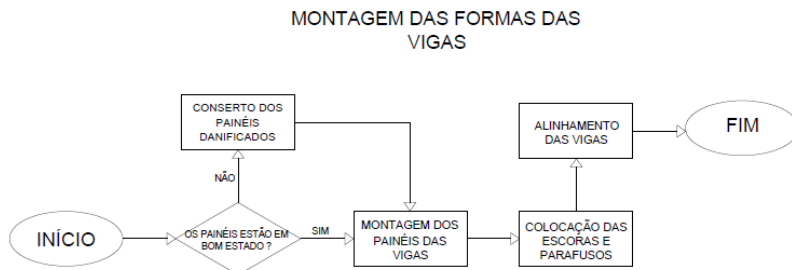 MONTAGEM DAS FORMAS DAS
VIGAS
CONSERTO DOS
PAINÉIS
DANIFICADOS
ALINHAMENTO
DAS VIGAS
FIM
NÃO
INÍCIO
OS PAINÉIS ESTÃO EM
BOM ESTADO ?
SIM
MONTAGEM DOS
PAINÉIS DAS
VIGAS
COLOCAÇÃO DAS
ESCORAS E
PARAFUSOS